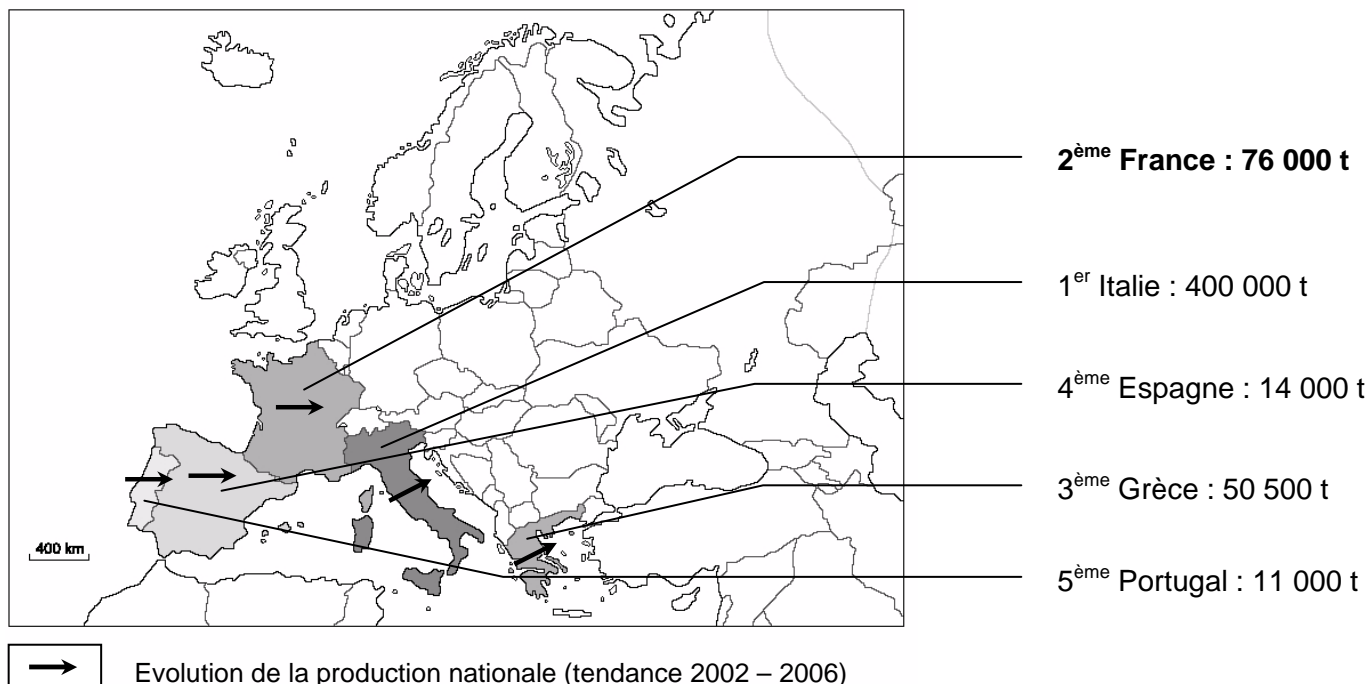 2ème France : 76 000 t
1er Italie : 400 000 t
4ème Espagne : 14 000 t
3ème Grèce : 50 500 t
400 km
5ème Portugal : 11 000 t
Evolution de la production nationale (tendance 2002 – 2006)